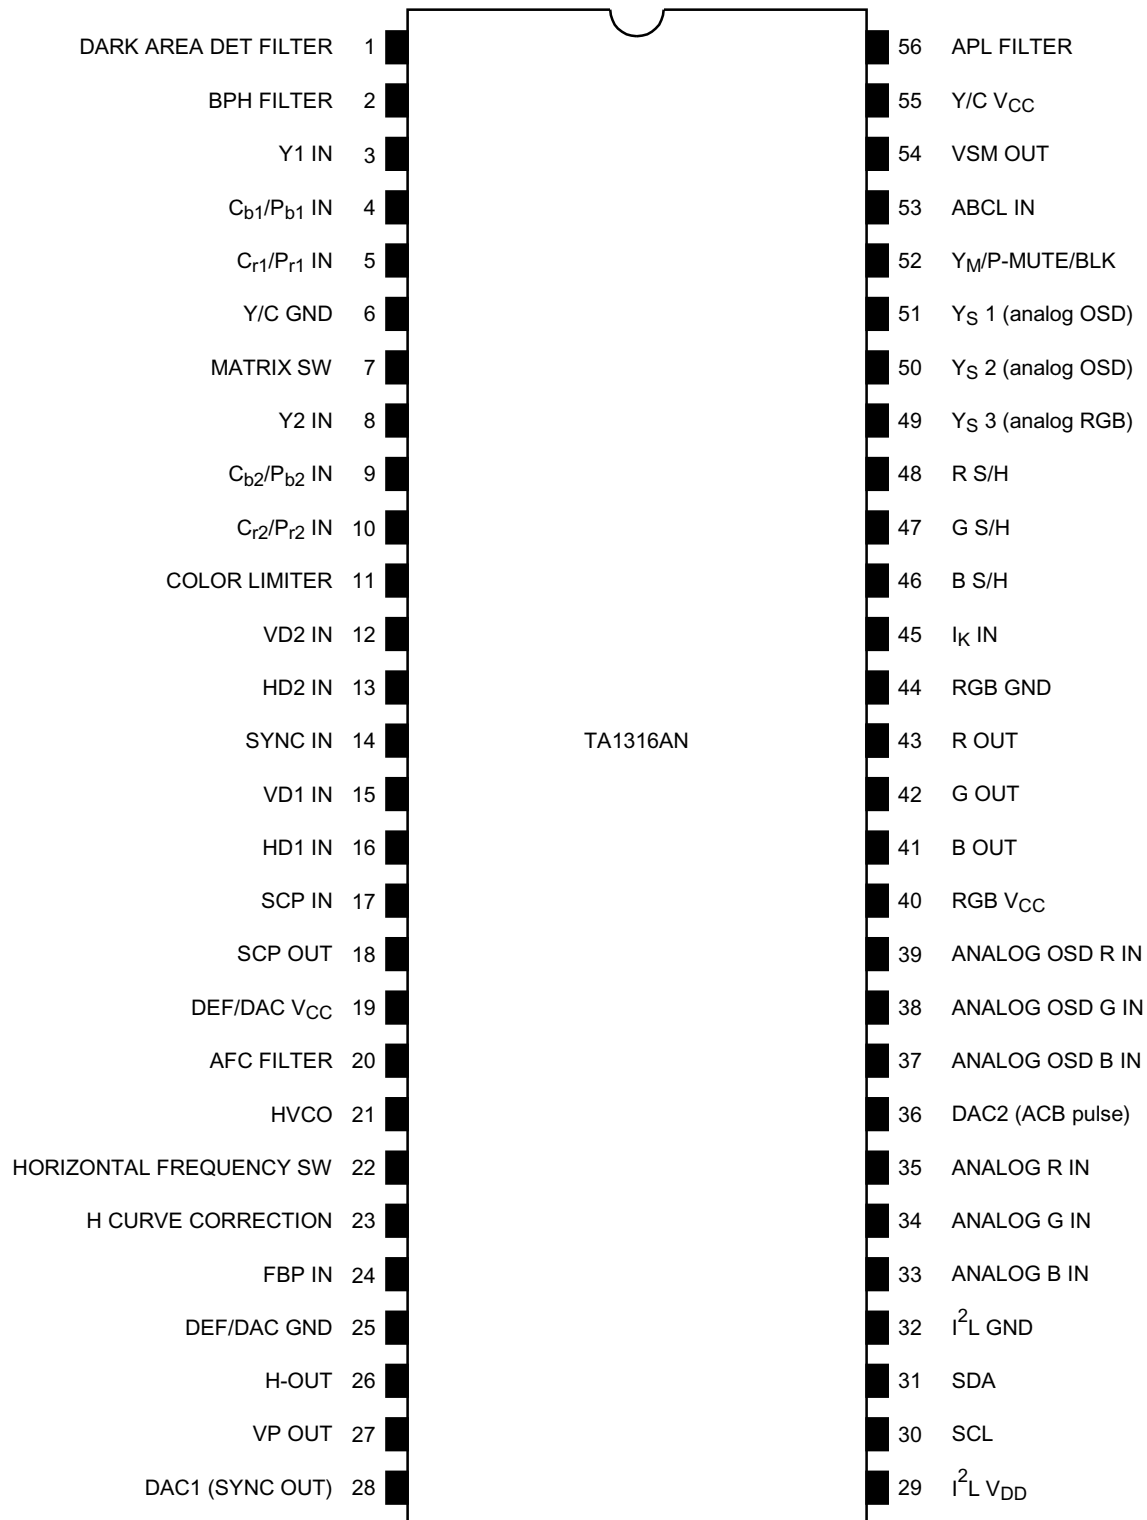 DARK AREA DET FILTER 1 56 APL FILTER
BPH FILTER 2 55 Y/C VCC
Y1 IN 3 54 VSM OUT
Cb1/Pb1 IN 4 53 ABCL IN
Cr1/Pr1 IN 5 52 YM/P-MUTE/BLK
Y/C GND 6 51 YS 1 (analog OSD)
MATRIX SW 7 50 YS 2 (analog OSD)
Y2 IN 8 49 YS 3 (analog RGB)
Cb2/Pb2 IN 9 48 R S/H
Cr2/Pr2 IN 10 47 G S/H
COLOR LIMITER 11 46 B S/H
VD2 IN 12 45 IK IN
HD2 IN 13 44 RGB GND
SYNC IN 14 TA1316AN 43 R OUT
VD1 IN 15 42 G OUT
HD1 IN 16 41 B OUT
SCP IN 17 40 RGB VCC
SCP OUT 18 39 ANALOG OSD R IN
DEF/DAC VCC 19 38 ANALOG OSD G IN
AFC FILTER 20 37 ANALOG OSD B IN
HVCO 21 36 DAC2 (ACB pulse)
HORIZONTAL FREQUENCY SW 22 35 ANALOG R IN
H CURVE CORRECTION 23 34 ANALOG G IN
FBP IN 24 33 ANALOG B IN
DEF/DAC GND 25 32 I²L GND
H-OUT 26 31 SDA
VP OUT 27 30 SCL
DAC1 (SYNC OUT) 28 29 I²L VDD